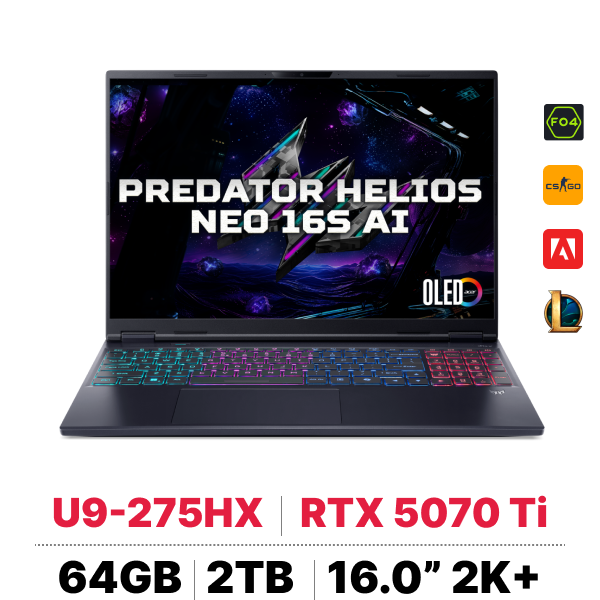 FO4
CS GO
PREDATOR HELIOS
NEO 16S AI
OLED
acer
U9-275HX | RTX 5070 Ti
64GB | 2TB | 16.0” 2K+